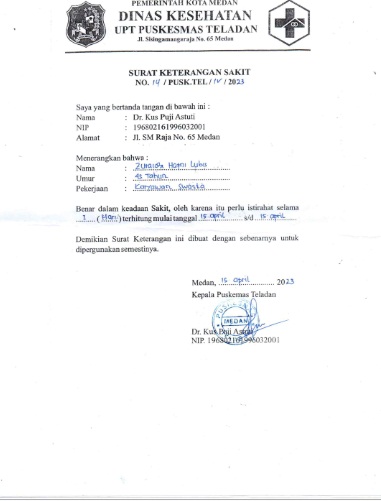 PEMERINTAH KOTA MEDAN
DINAS KESEHATAN
UPT PUSKESMAS TELADAN
Jl. Sisingamangaraja No. 65 Medan
SURAT KETERANGAN SAKIT
NO. 14 / PUSK.TEL / IV / 2023
Saya yang bertanda tangan di bawah ini :
Nama : Dr. Kus Puji Astuti
NIP : 196802161996032001
Alamat : Jl. SM Raja No. 65 Medan
Menerangkan bahwa :
Nama : Zuraida Hatni Lubis
Umur : Tahun
Pekerjaan : Karyawan Swasta
Benar dalam keadaan Sakit, oleh karena itu perlu istirahat selama
1 ( Hari ) terhitung mulai tanggal 15 April s/d 15 April
Demikian Surat Keterangan ini dibuat dengan sebenarnya untuk
dipergunakan semestinya.
Medan, 15 April 2023
Kepala Puskesmas Teladan
MEDAN
Dr. Kus Puji Astuti
NIP. 196802161996032001